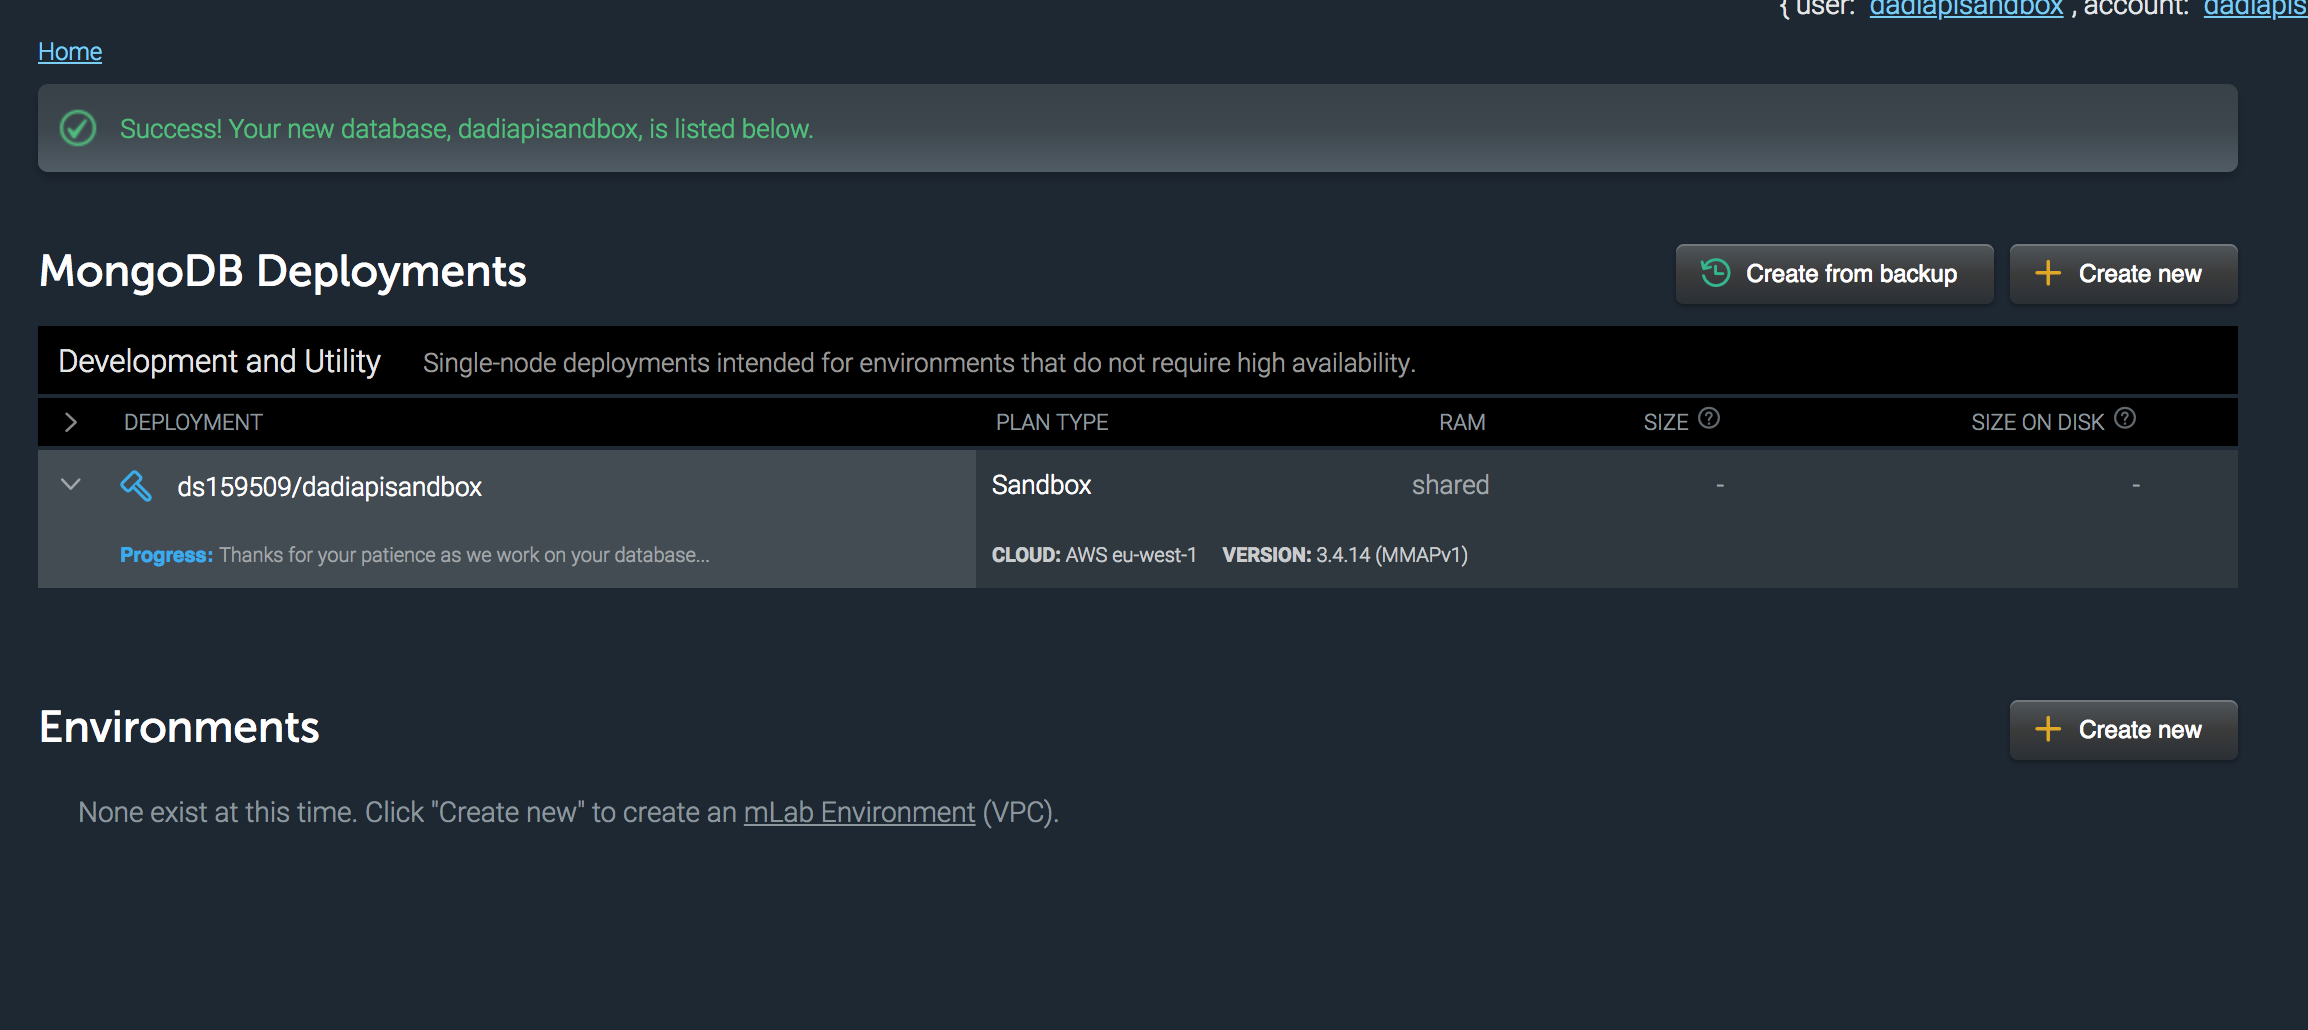 { user: dadiapisandbox , account: dadiapis
Home
Success! Your new database, dadiapisandbox, is listed below.
MongoDB Deployments
Create from backup
Create new
Development and Utility Single-node deployments intended for environments that do not require high availability.
DEPLOYMENT PLAN TYPE RAM SIZE ? SIZE ON DISK ?
ds159509/dadiapisandbox Sandbox shared - -
Progress: Thanks for your patience as we work on your database... CLOUD: AWS eu-west-1 VERSION: 3.4.14 (MMAPv1)
Environments
Create new
None exist at this time. Click "Create new" to create an mLab Environment (VPC).